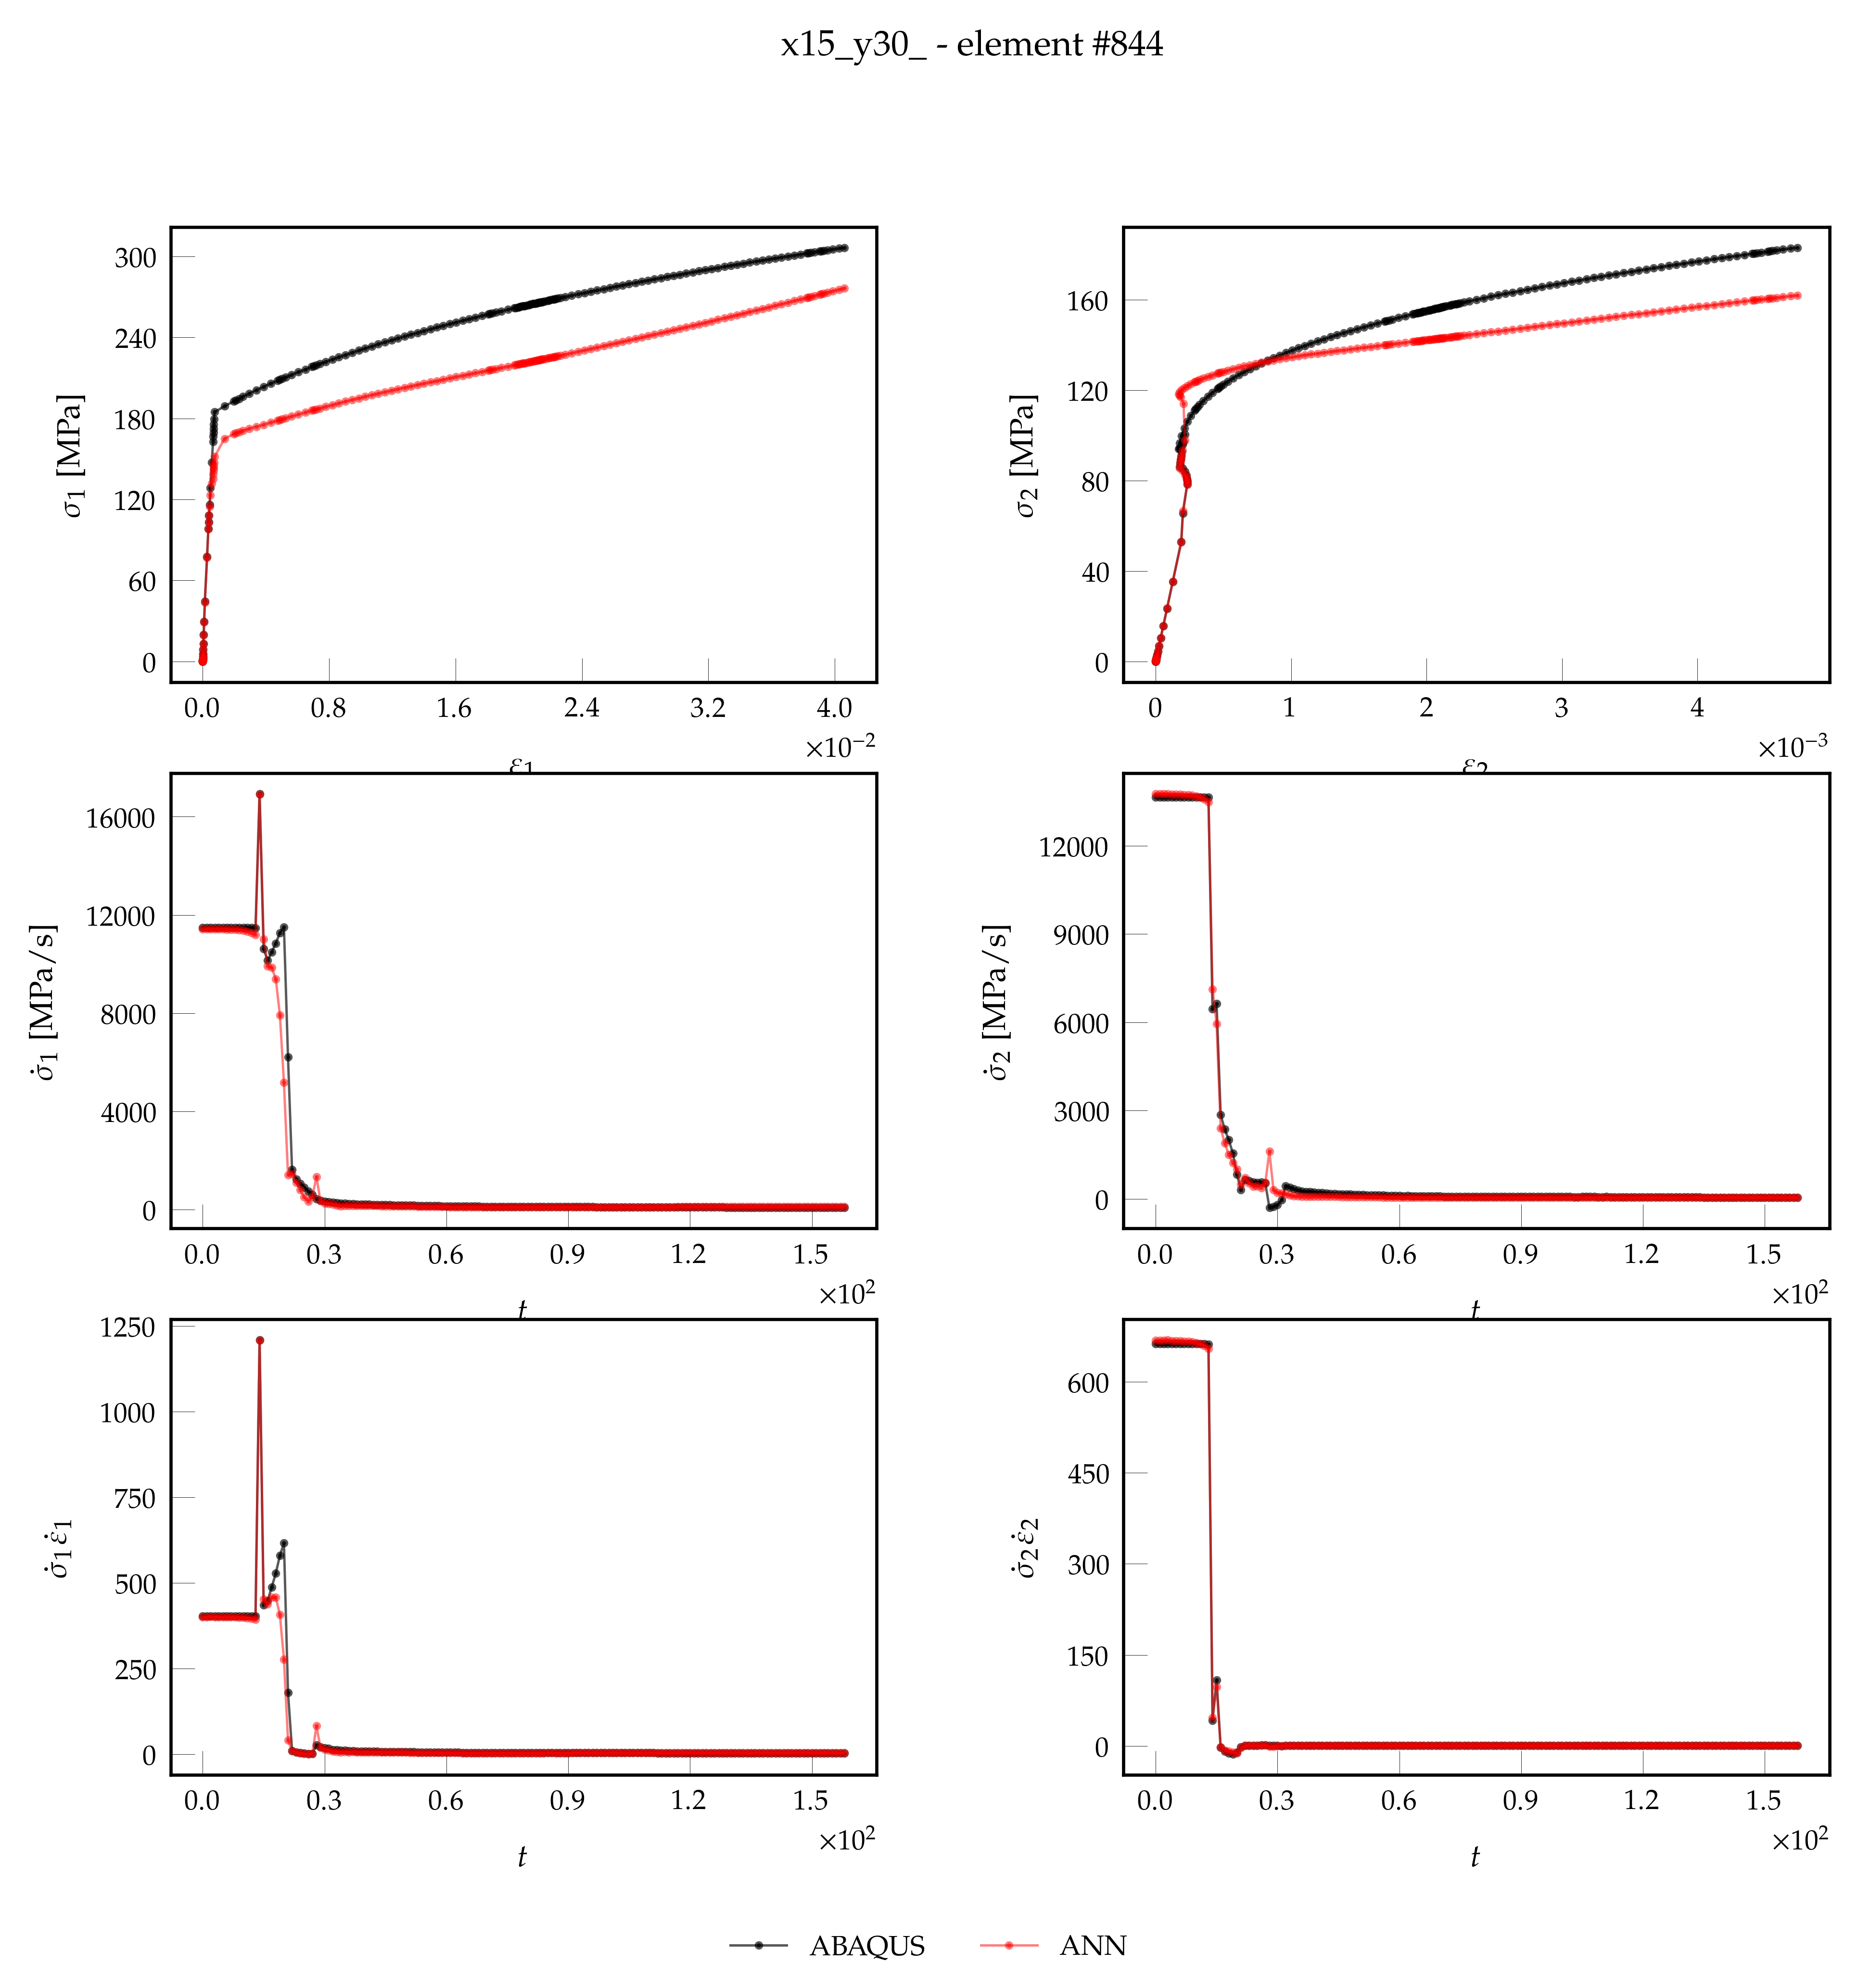 x15_y30_ - element #844
σ1 [MPa]
300
240
180
120
60
0
0.0 0.8 1.6 2.4 3.2 4.0
×10−2
ε1
σ2 [MPa]
160
120
80
40
0
0 1 2 3 4
×10−3
ε2
σ̇1 [MPa/s]
16000
12000
8000
4000
0
0.0 0.3 0.6 0.9 1.2 1.5
×102
t
σ̇2 [MPa/s]
12000
9000
6000
3000
0
0.0 0.3 0.6 0.9 1.2 1.5
×102
t
σ̇1ε̇1
1250
1000
750
500
250
0
0.0 0.3 0.6 0.9 1.2 1.5
×102
t
σ̇2ε̇2
600
450
300
150
0
0.0 0.3 0.6 0.9 1.2 1.5
×102
t
ABAQUS ANN